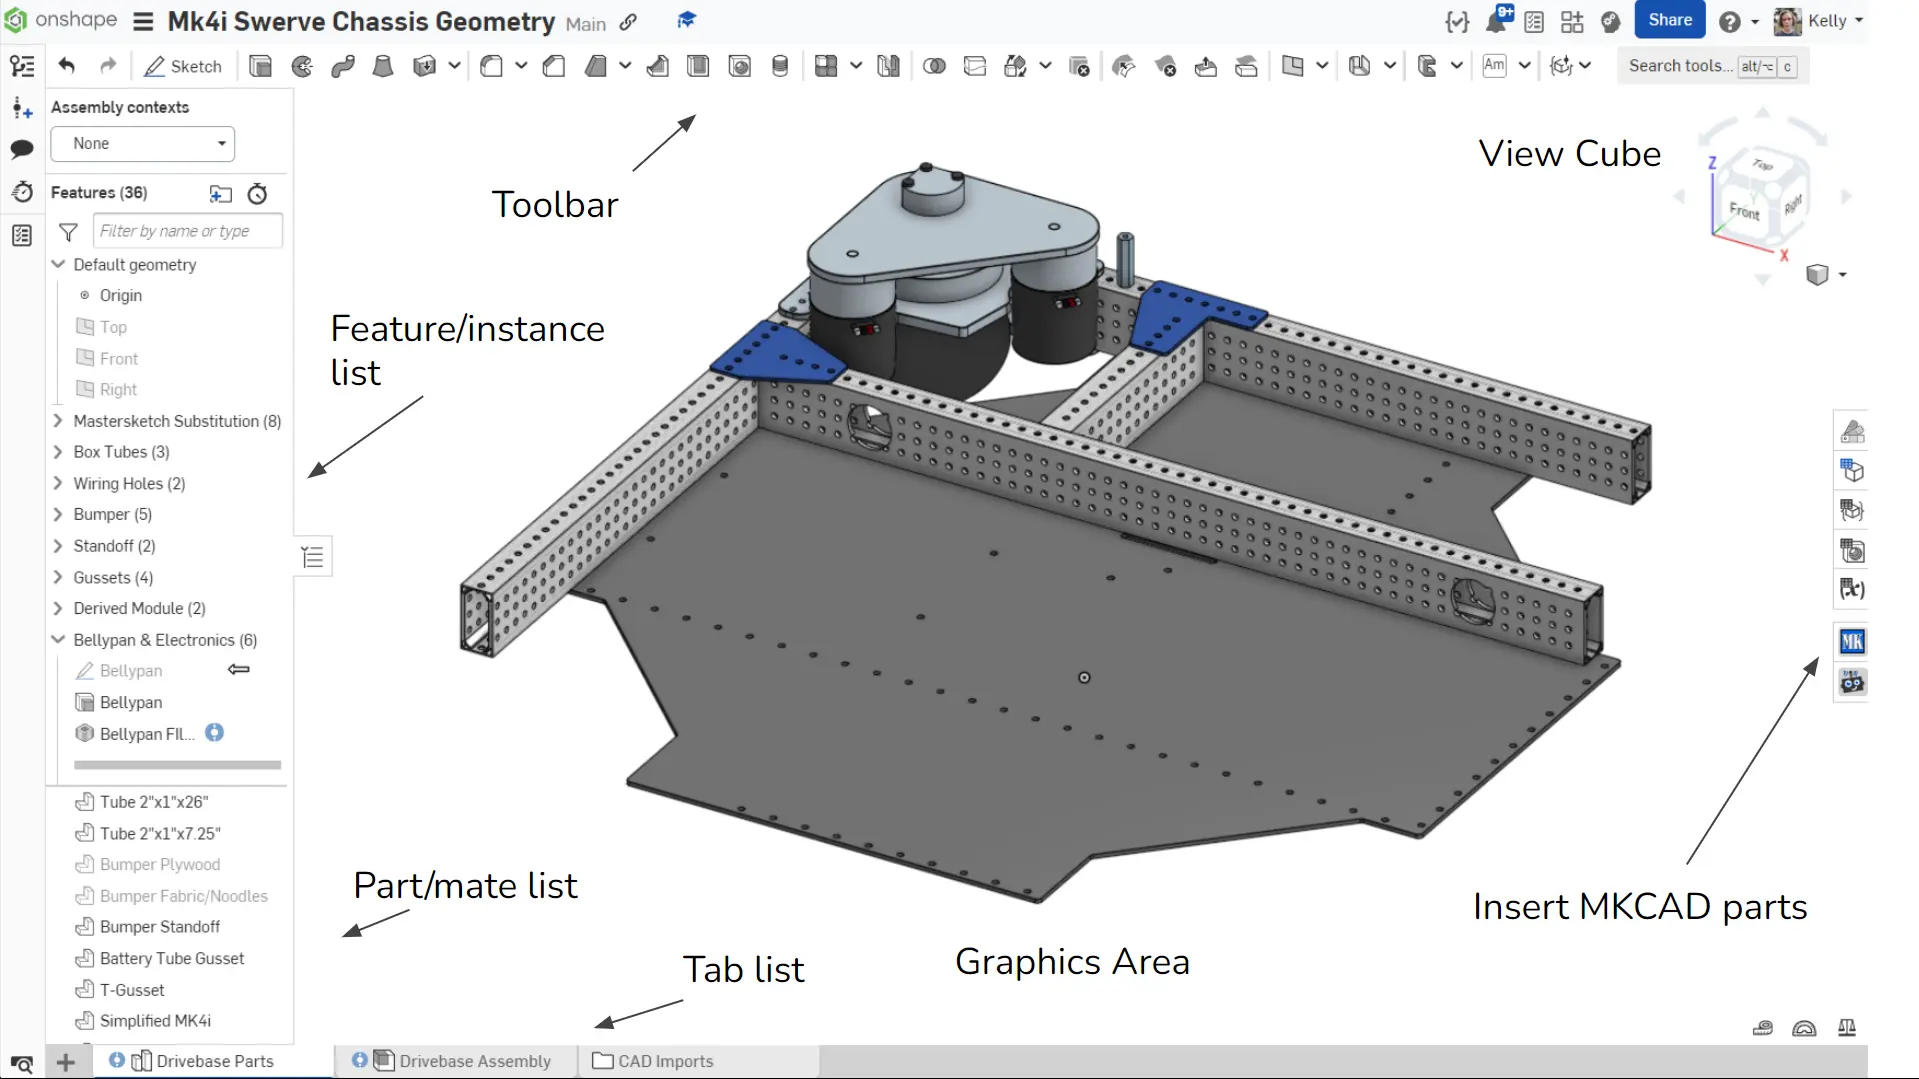 onshape
Mk4i Swerve Chassis Geometry Main
9+
Share
Kelly
Sketch
Am
Search tools... alt/⌥ c
Assembly contexts
None
Features (36)
Filter by name or type
Default geometry
Origin
Top
Front
Right
Mastersketch Substitution (8)
Box Tubes (3)
Wiring Holes (2)
Bumper (5)
Standoff (2)
Gussets (4)
Derived Module (2)
Bellypan & Electronics (6)
Bellypan
Bellypan
Bellypan FIl...
Tube 2"x1"x26"
Tube 2"x1"x7.25"
Bumper Plywood
Bumper Fabric/Noodles
Bumper Standoff
Battery Tube Gusset
T-Gusset
Simplified MK4i
Toolbar
Feature/instance
list
Part/mate list
Tab list
Graphics Area
View Cube
Z
Top
Front
Right
Y
X
(x)
MK
Insert MKCAD parts
Drivebase Parts
Drivebase Assembly
CAD Imports